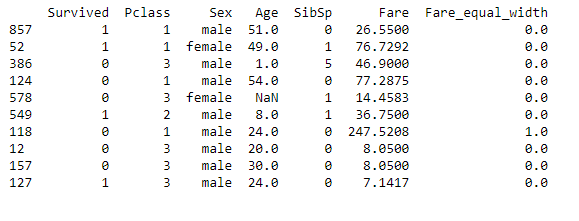 Survived Pclass Sex Age SibSp Fare Fare_equal_width
857 1 1 male 51.0 0 26.5500 0.0
52 1 1 female 49.0 1 76.7292 0.0
386 0 3 male 1.0 5 46.9000 0.0
124 0 1 male 54.0 0 77.2875 0.0
578 0 3 female NaN 1 14.4583 0.0
549 1 2 male 8.0 1 36.7500 0.0
118 0 1 male 24.0 0 247.5208 1.0
12 0 3 male 20.0 0 8.0500 0.0
157 0 3 male 30.0 0 8.0500 0.0
127 1 3 male 24.0 0 7.1417 0.0